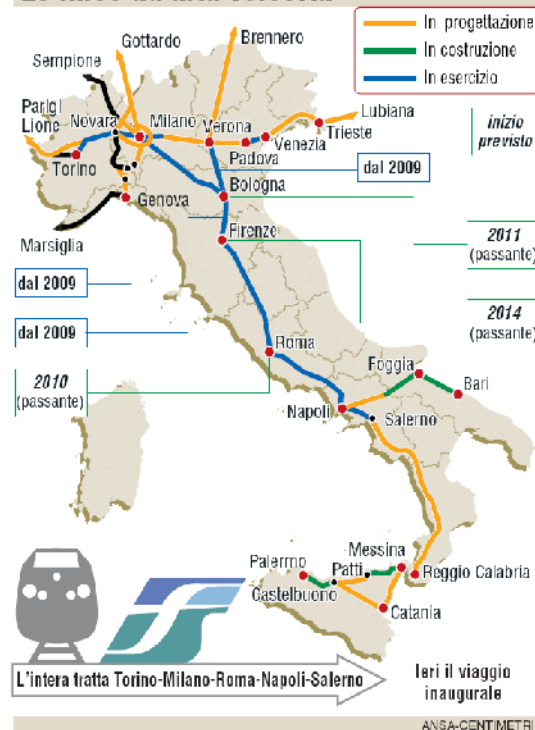 In progettazione
In costruzione
In esercizio
Gottardo
Brennero
Sempione
Parigi
Lione
Novara
Milano
Verona
Lubiana
Trieste
Venezia
Padova
inizio
previsto
Torino
dal 2009
Bologna
Genova
Firenze
Marsiglia
2011
(passante)
dal 2009
2014
(passante)
dal 2009
Roma
Foggia
Bari
2010
(passante)
Napoli
Salerno
Messina
Palermo
Patti
Reggio Calabria
Castelbuono
Catania
L'intera tratta Torino-Milano-Roma-Napoli-Salerno
Ieri il viaggio
inaugurale
ANSA-CENTIMETRI